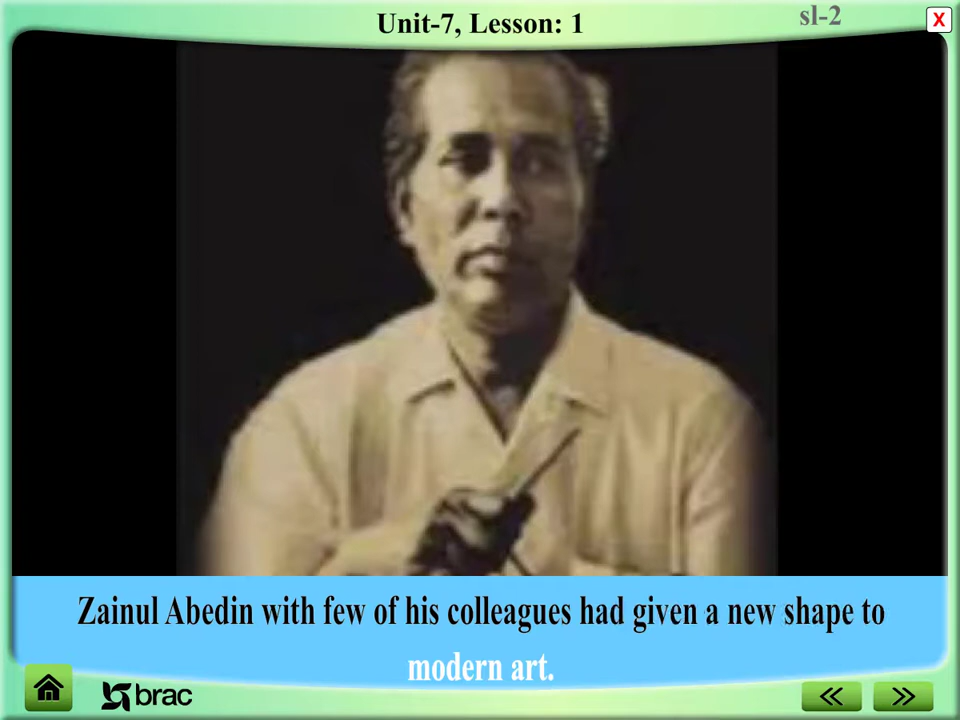 Unit-7, Lesson: 1
sl-2
X
Zainul Abedin with few of his colleagues had given a new shape to
modern art.
brac